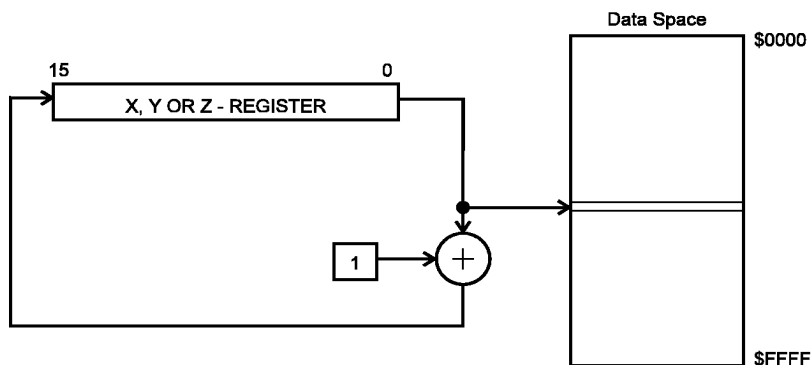 Data Space
$0000
15 0
X, Y OR Z - REGISTER
1
+
$FFFF